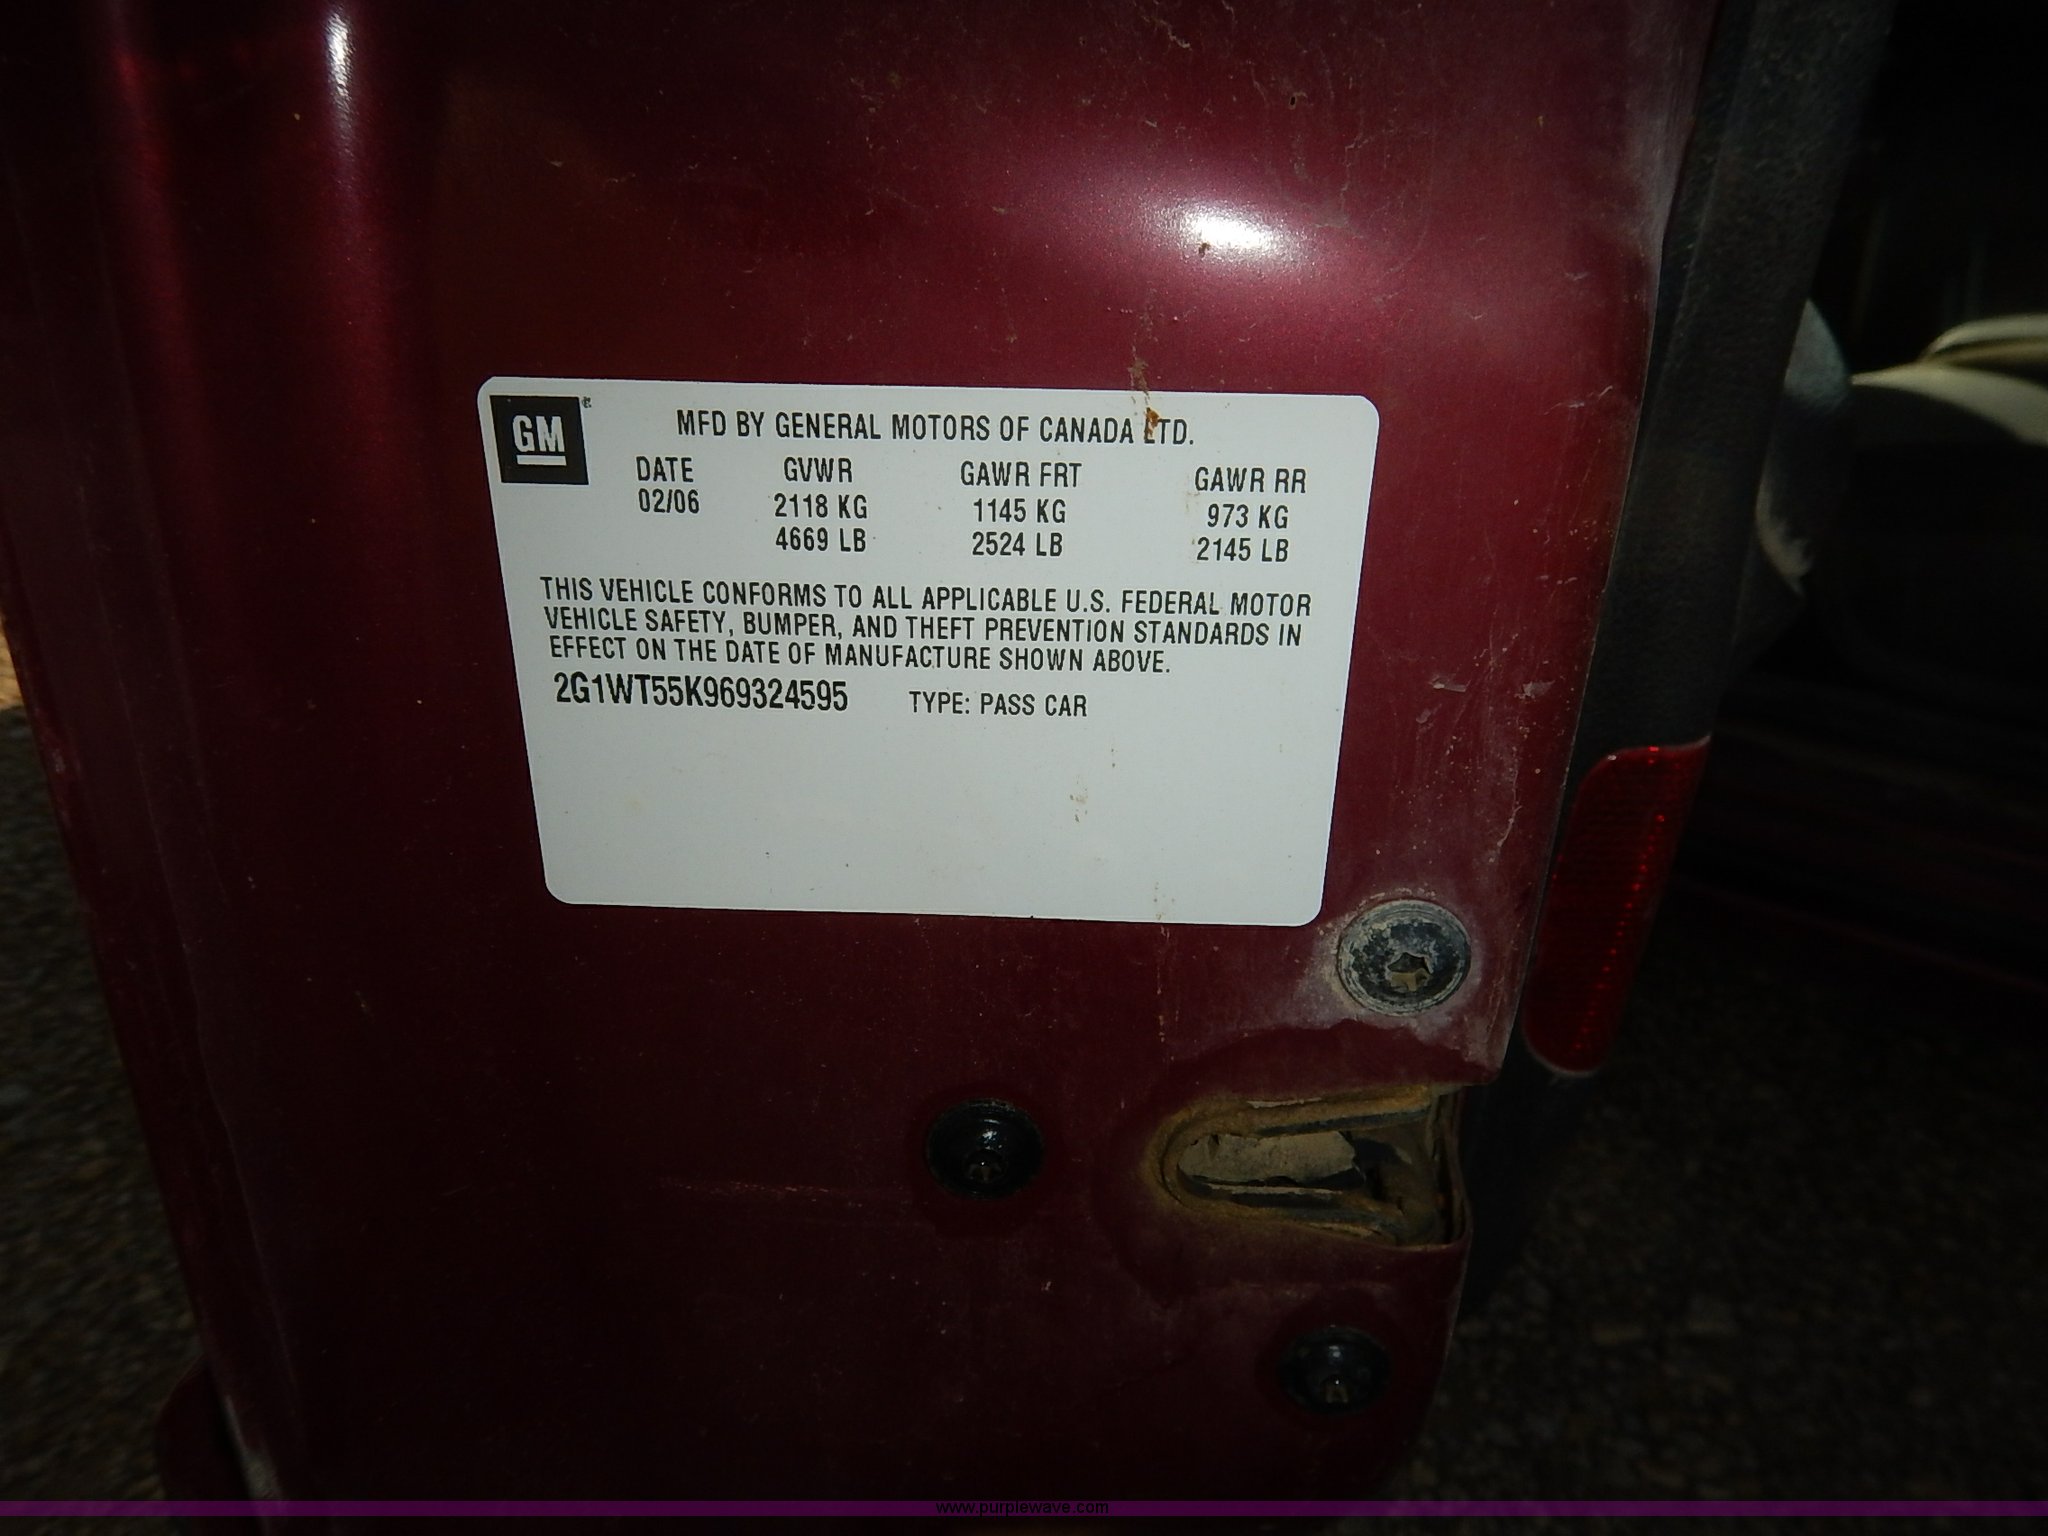 GM
MFD BY GENERAL MOTORS OF CANADA LTD.
DATE GVWR GAWR FRT GAWR RR
02/06 2118 KG 1145 KG 973 KG
4669 LB 2524 LB 2145 LB
THIS VEHICLE CONFORMS TO ALL APPLICABLE U.S. FEDERAL MOTOR
VEHICLE SAFETY, BUMPER, AND THEFT PREVENTION STANDARDS IN
EFFECT ON THE DATE OF MANUFACTURE SHOWN ABOVE.
2G1WT55K969324595 TYPE: PASS CAR
www.purplewave.com